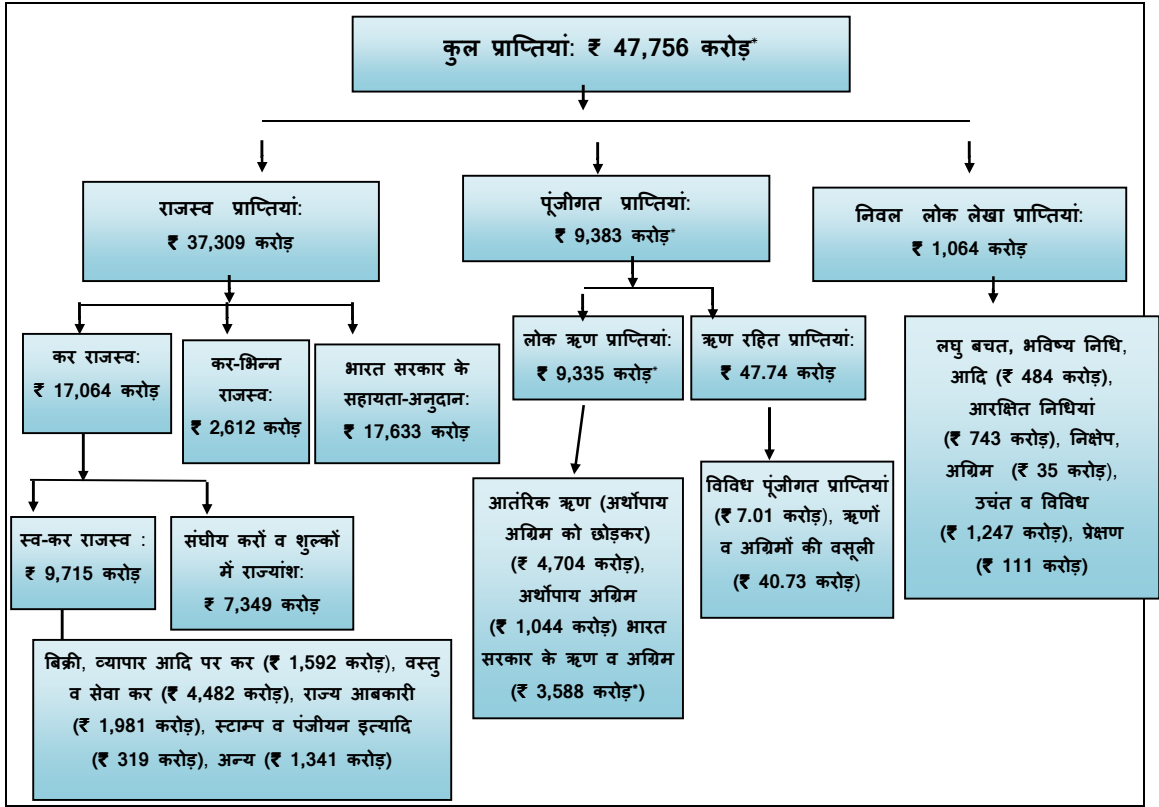 कुल प्राप्तियां: ₹ 47,756 करोड़*
राजस्व प्राप्तियां:
₹ 37,309 करोड़
पूंजीगत प्राप्तियां:
₹ 9,383 करोड़*
निवल लोक लेखा प्राप्तियां:
₹ 1,064 करोड़
कर राजस्व:
₹ 17,064 करोड़
कर-भिन्न
राजस्व:
₹ 2,612 करोड़
भारत सरकार के
सहायता-अनुदान:
₹ 17,633 करोड़
लोक ऋण प्राप्तियां:
₹ 9,335 करोड़*
ऋण रहित प्राप्तियां:
₹ 47.74 करोड़
लघु बचत, भविष्य निधि,
आदि (₹ 484 करोड़),
आरक्षित निधियां
(₹ 743 करोड़), निक्षेप,
अग्रिम (₹ 35 करोड़),
उचंत व विविध
(₹ 1,247 करोड़), प्रेक्षण
(₹ 111 करोड़)
स्व-कर राजस्व :
₹ 9,715 करोड़
संघीय करों व शुल्कों
में राज्यांश:
₹ 7,349 करोड़
आतंरिक ऋण (अर्थोपाय
अग्रिम को छोड़कर)
(₹ 4,704 करोड़),
अर्थोपाय अग्रिम
(₹ 1,044 करोड़) भारत
सरकार के ऋण व अग्रिम
(₹ 3,588 करोड़*)
विविध पूंजीगत प्राप्तियां
(₹ 7.01 करोड़), ऋणों
व अग्रिमों की वसूली
(₹ 40.73 करोड़)
बिक्री, व्यापार आदि पर कर (₹ 1,592 करोड़), वस्तु
व सेवा कर (₹ 4,482 करोड़), राज्य आबकारी
(₹ 1,981 करोड़), स्टाम्प व पंजीयन इत्यादि
(₹ 319 करोड़), अन्य (₹ 1,341 करोड़)